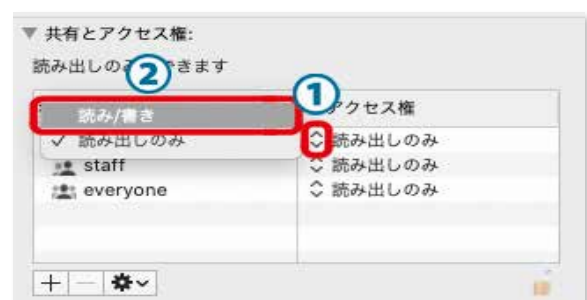 共有とアクセス権:
読み出しの きます
②
①
読み/書き
アクセス権
✓ 読み出しのみ
読み出しのみ
staff
読み出しのみ
everyone
読み出しのみ